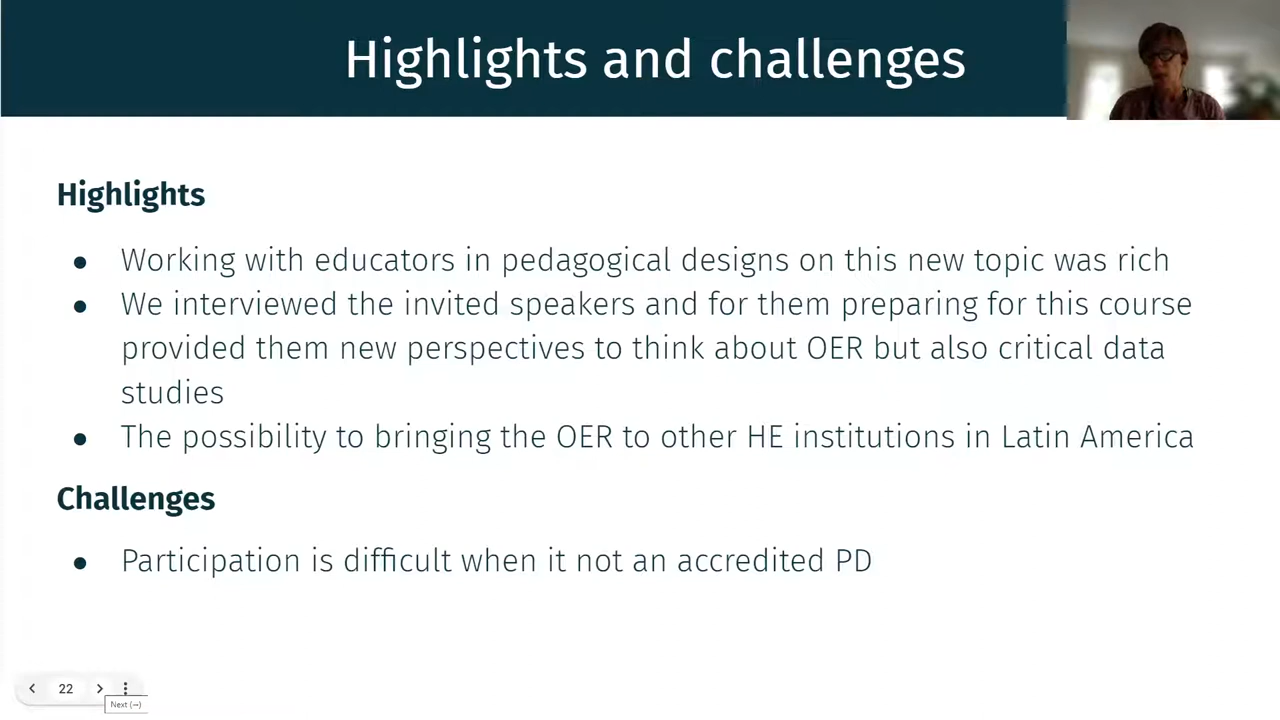 Highlights and challenges
Highlights
● Working with educators in pedagogical designs on this new topic was rich
● We interviewed the invited speakers and for them preparing for this course
provided them new perspectives to think about OER but also critical data
studies
● The possibility to bringing the OER to other HE institutions in Latin America
Challenges
● Participation is difficult when it not an accredited PD
22
Next (→)